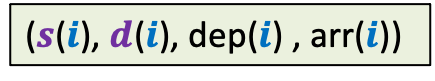 (s(i), d(i), dep(i) , arr(i))